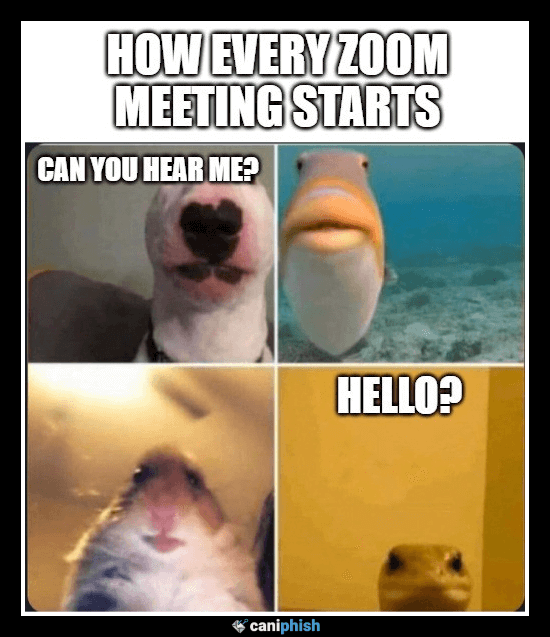 HOW EVERY ZOOM
MEETING STARTS
CAN YOU HEAR ME?
HELLO?
caniphish